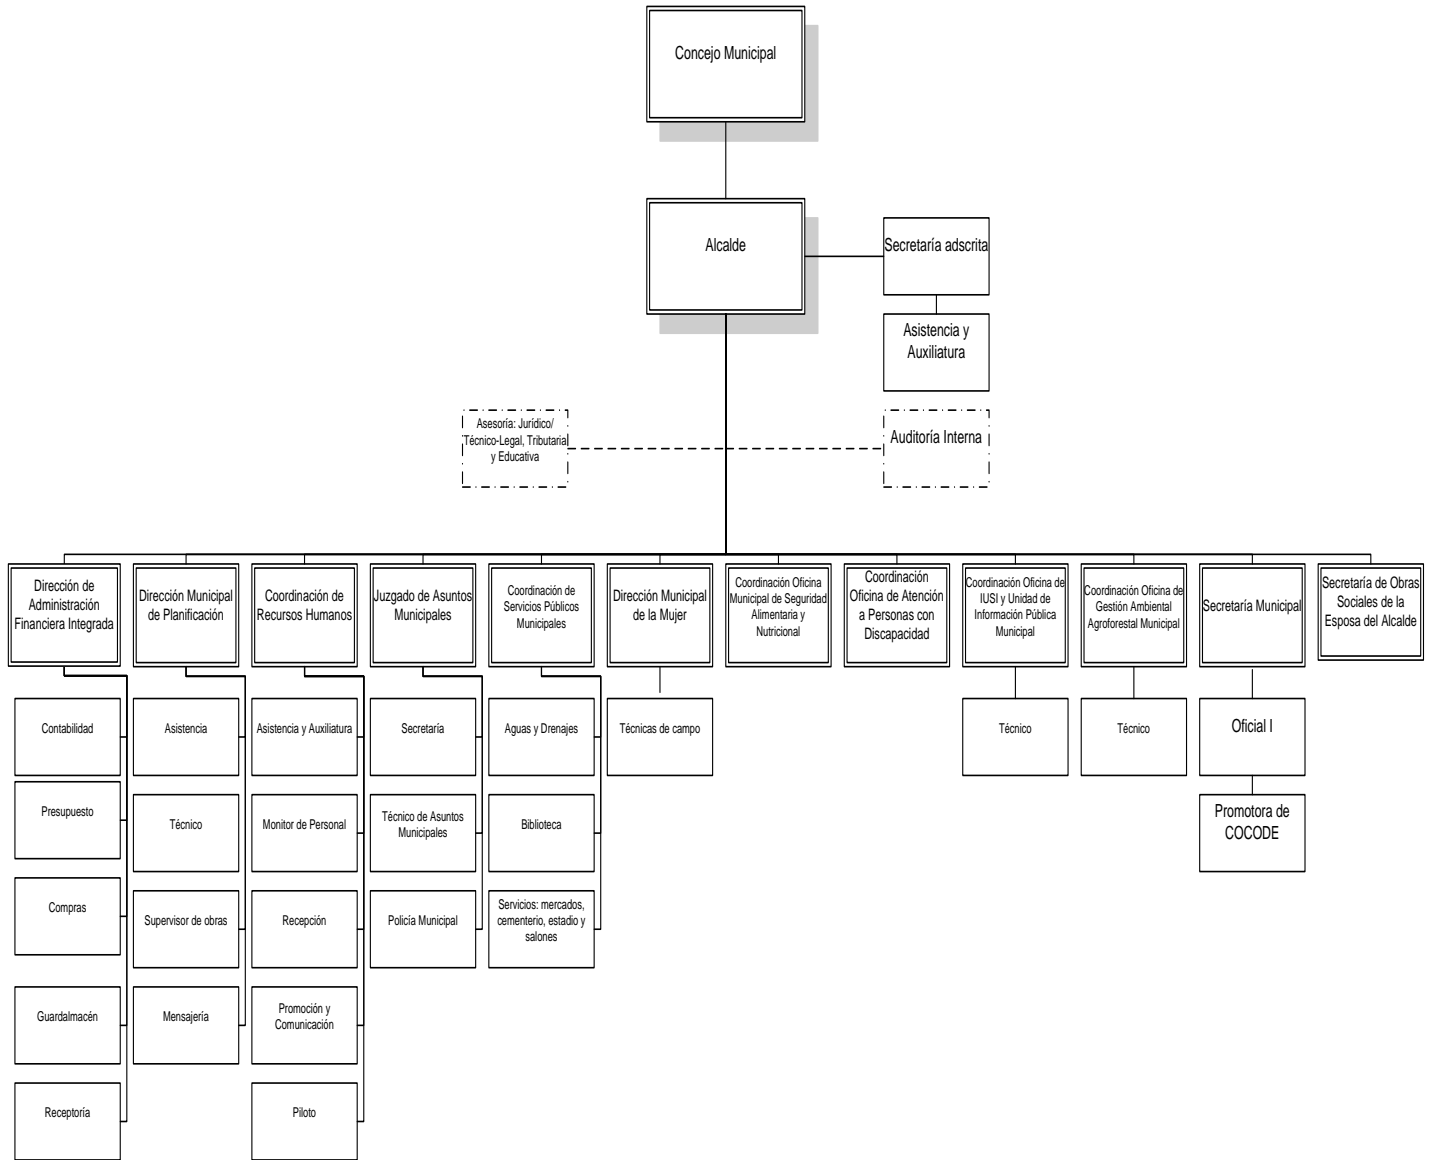 Concejo Municipal
Alcalde
Secretaría adscrita
Asistencia y
Auxiliatura
Asesoría: Jurídico/
Técnico-Legal, Tributaria
y Educativa
Auditoría Interna
Dirección de
Administración
Financiera Integrada
Dirección Municipal
de Planificación
Coordinación de
Recursos Humanos
Juzgado de Asuntos
Municipales
Coordinación de
Servicios Públicos
Municipales
Dirección Municipal
de la Mujer
Coordinación Oficina
Municipal de Seguridad
Alimentaria y
Nutricional
Coordinación
Oficina de Atención
a Personas con
Discapacidad
Coordinación Oficina de
IUSI y Unidad de
Información Pública
Municipal
Coordinación Oficina de
Gestión Ambiental
Agroforestal Municipal
Secretaría Municipal
Secretaría de Obras
Sociales de la
Esposa del Alcalde
Contabilidad
Asistencia
Asistencia y Auxiliatura
Secretaría
Aguas y Drenajes
Técnicas de campo
Técnico
Técnico
Oficial I
Presupuesto
Técnico
Monitor de Personal
Técnico de Asuntos
Municipales
Biblioteca
Promotora de
COCODE
Compras
Supervisor de obras
Recepción
Policía Municipal
Servicios: mercados,
cementerio, estadio y
salones
Guardalmacén
Mensajería
Promoción y
Comunicación
Receptoría
Piloto